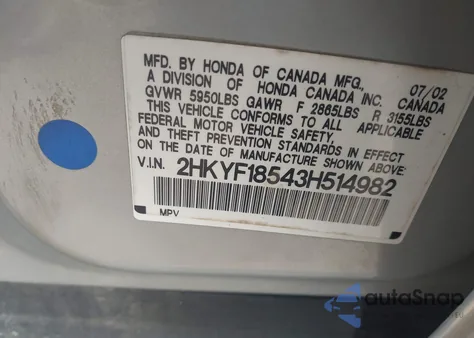 MFD. BY HONDA OF CANADA MFG., 07/02
A DIVISION OF HONDA CANADA INC. CANADA
GVWR 5950LBS GAWR F 2865LBS R 3155LBS
THIS VEHICLE CONFORMS TO ALL APPLICABLE
FEDERAL MOTOR VEHICLE SAFETY,
THEFT PREVENTION STANDARDS IN EFFECT ON
THE DATE OF MANUFACTURE SHOWN ABOVE.
V.I.N. 2HKYF18543H514982
MPV
autoSnap